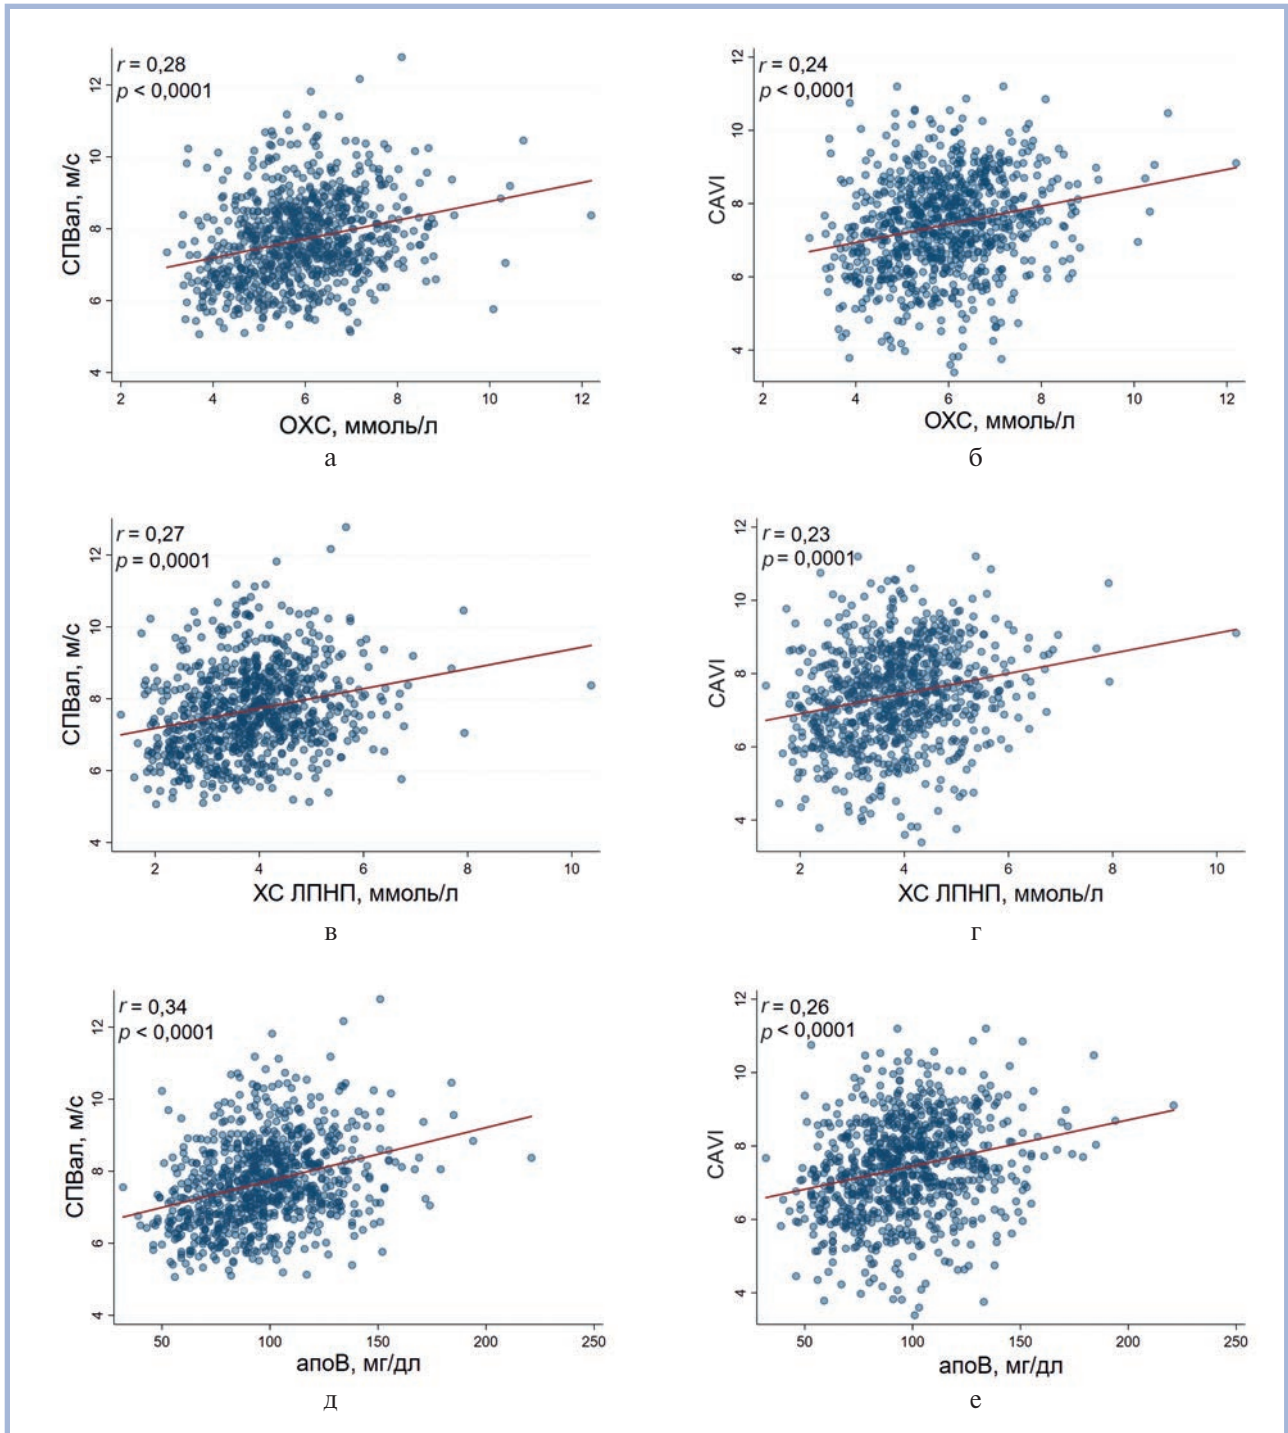 r = 0,28
p < 0,0001
12
10
8
6
4
СПВал, м/с
2 4 6 8 10 12
ОХС, ммоль/л
а
r = 0,24
p < 0,0001
12
10
8
6
4
CAVI
2 4 6 8 10 12
ОХС, ммоль/л
б
r = 0,27
p = 0,0001
12
10
8
6
4
СПВал, м/с
2 4 6 8 10
ХС ЛПНП, ммоль/л
в
r = 0,23
p = 0,0001
12
10
8
6
4
CAVI
2 4 6 8 10
ХС ЛПНП, ммоль/л
г
r = 0,34
p < 0,0001
12
10
8
6
4
СПВал, м/с
50 100 150 200 250
апоВ, мг/дл
д
r = 0,26
p < 0,0001
12
10
8
6
4
CAVI
50 100 150 200 250
апоВ, мг/дл
е